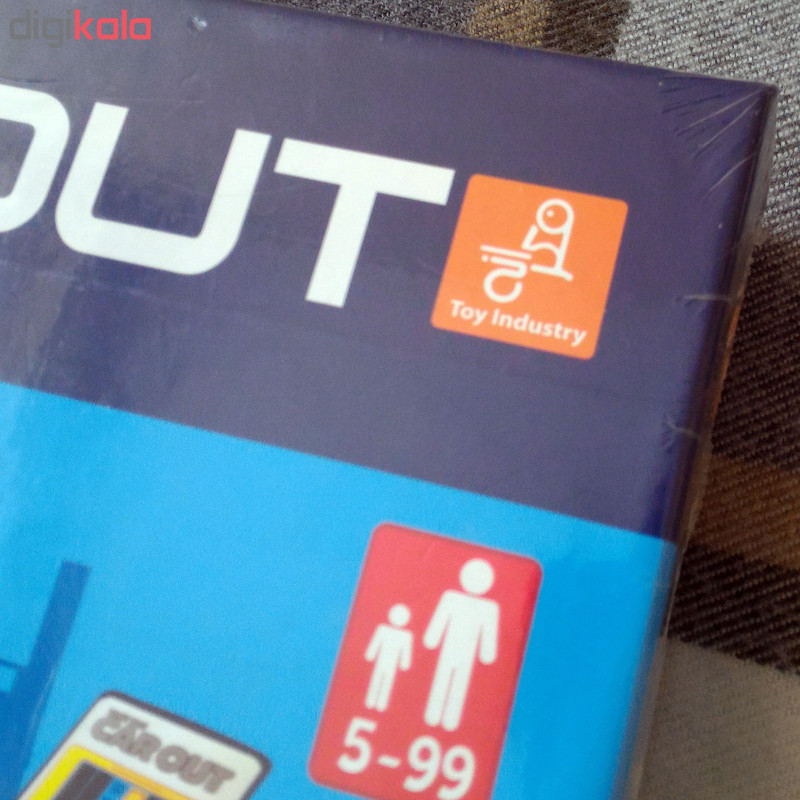 digikala
OUT
Toy Industry
5-99
CAR OUT